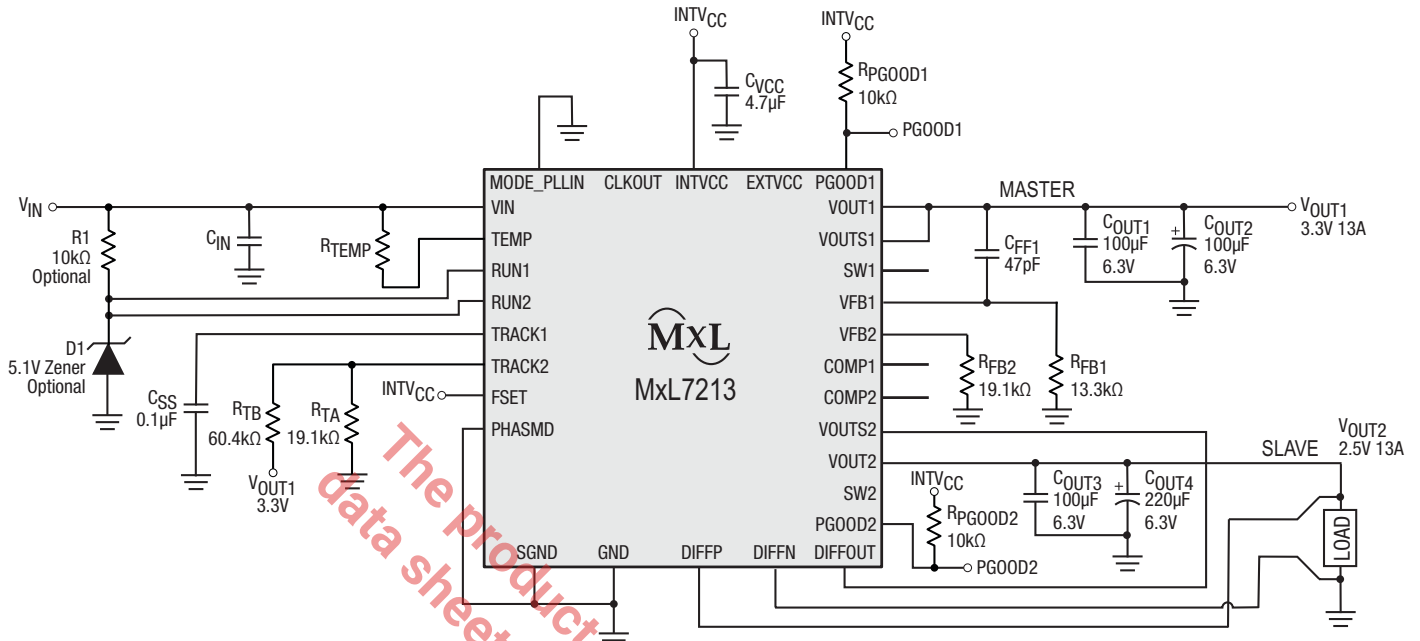 INTVCC
INTVCC
CVCC
4.7µF
RPGOOD1
10kΩ
PGOOD1
MODE_PLLIN CLKOUT INTVCC EXTVCC PGOOD1
VIN
R1
10kΩ
Optional
CIN
RTEMP
D1
5.1V Zener
Optional
CSS
0.1µF
RTB
60.4kΩ
VOUT1
3.3V
RTA
19.1kΩ
INTVCC
VIN
TEMP
RUN1
RUN2
TRACK1
TRACK2
FSET
PHASMD
MXL
MxL7213
VOUT1
VOUTS1
SW1
VFB1
VFB2
COMP1
COMP2
VOUTS2
VOUT2
SW2
PGOOD2
SGND GND DIFFP DIFFN DIFFOUT
MASTER
CFF1
47pF
COUT1
100µF
6.3V
COUT2
100µF
6.3V
VOUT1
3.3V 13A
RFB2
19.1kΩ
RFB1
13.3kΩ
SLAVE
VOUT2
2.5V 13A
INTVCC
RPGOOD2
10kΩ
PGOOD2
COUT3
100µF
6.3V
COUT4
220µF
6.3V
LOAD
The product
data sheet